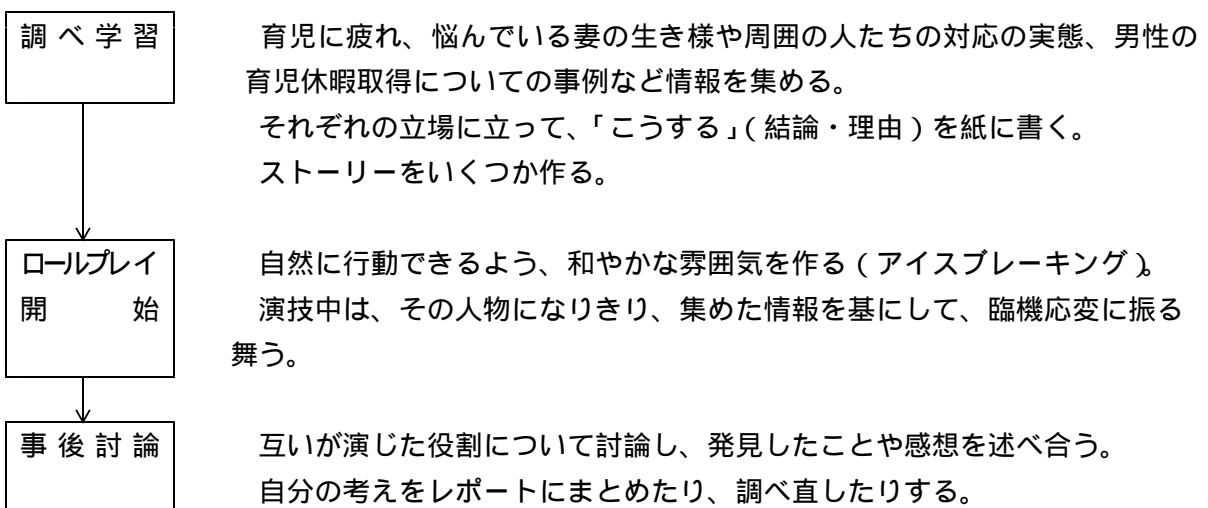 調べ学習
育児に疲れ、悩んでいる妻の生き様や周囲の人たちの対応の実態、男性の
育児休暇取得についての事例など情報を集める。
それぞれの立場に立って、「こうする」(結論・理由)を紙に書く。
ストーリーをいくつか作る。
ロールプレイ
開始
自然に行動できるよう、和やかな雰囲気を作る(アイスブレーキング)。
演技中は、その人物になりきり、集めた情報を基にして、臨機応変に振る
舞う。
事後討論
互いが演じた役割について討論し、発見したことや感想を述べ合う。
自分の考えをレポートにまとめたり、調べ直したりする。